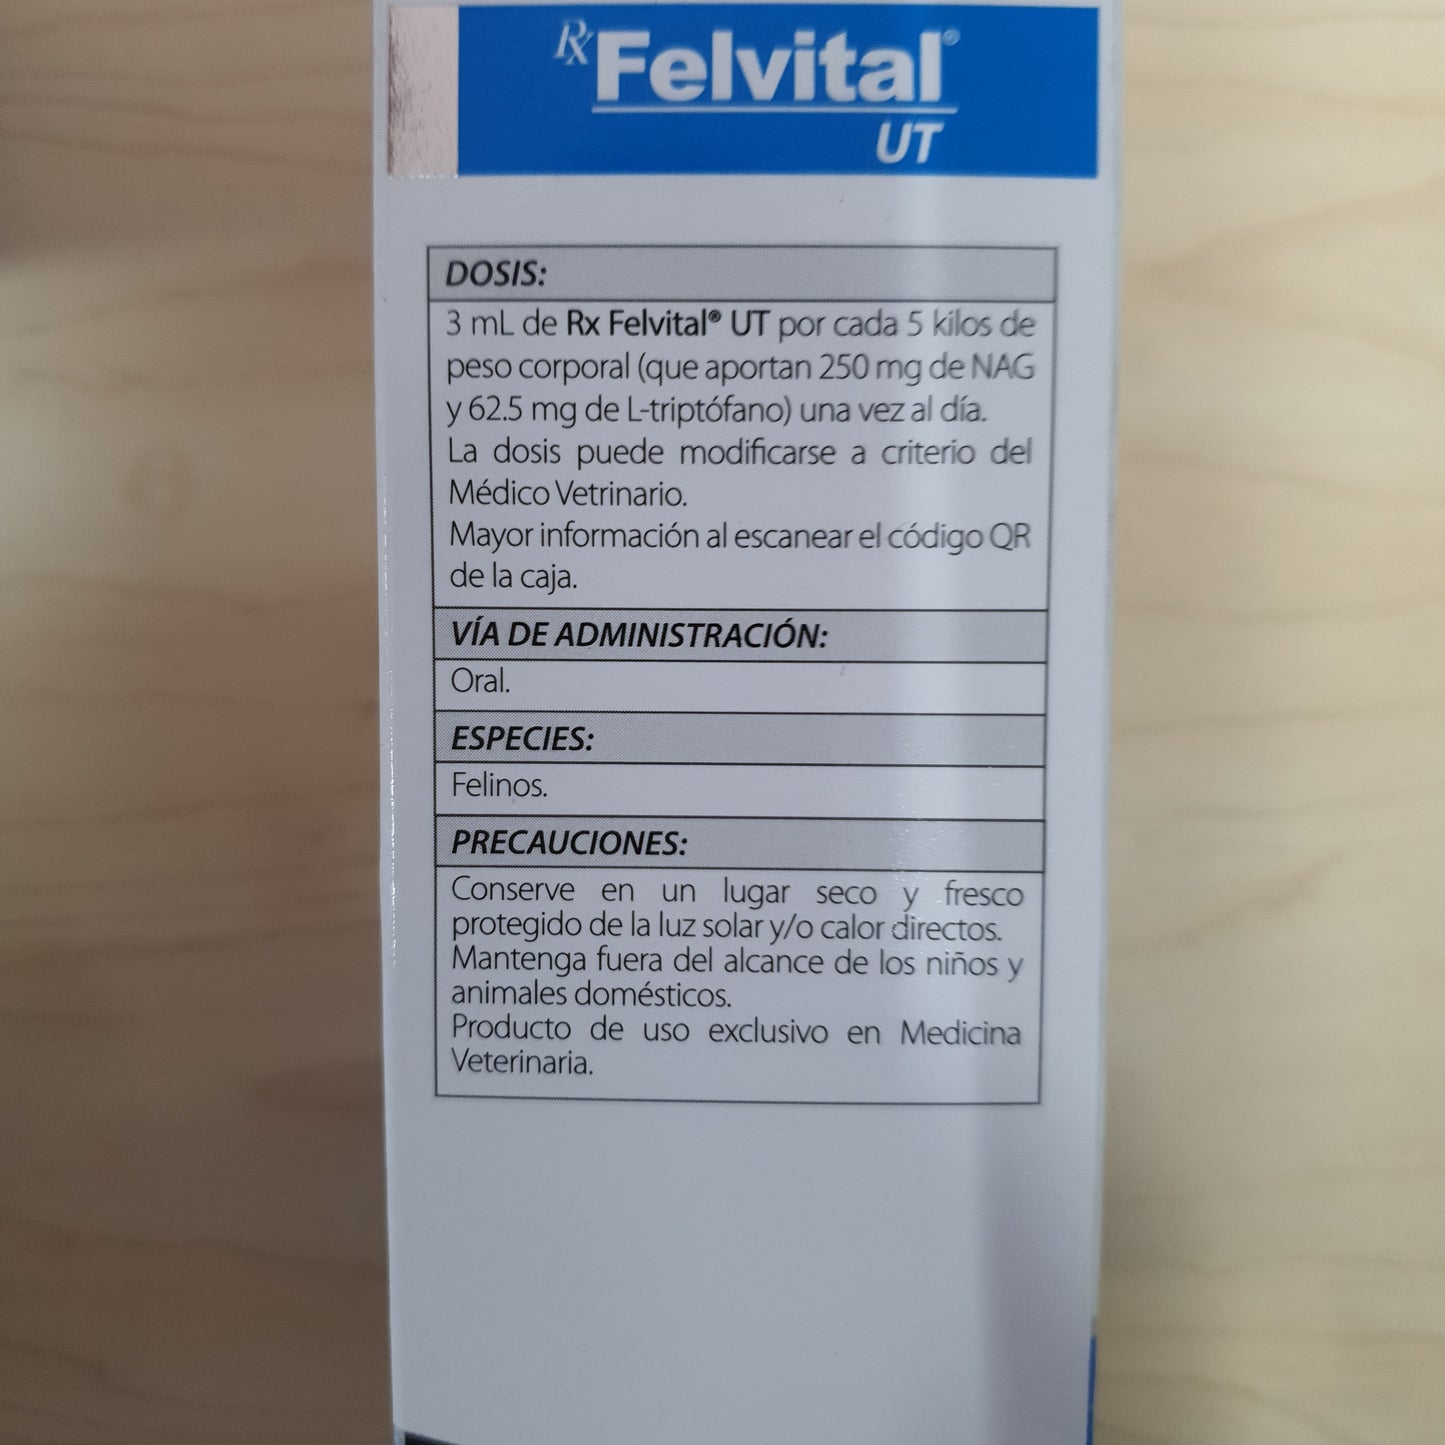 Rx Felvital®
UT
DOSIS:
3 mL de Rx Felvital® UT por cada 5 kilos de
peso corporal (que aportan 250 mg de NAG
y 62.5 mg de L-triptófano) una vez al día.
La dosis puede modificarse a criterio del
Médico Vetrinario.
Mayor información al escanear el código QR
de la caja.
VÍA DE ADMINISTRACIÓN:
Oral.
ESPECIES:
Felinos.
PRECAUCIONES:
Conserve en un lugar seco y fresco
protegido de la luz solar y/o calor directos.
Mantenga fuera del alcance de los niños y
animales domésticos.
Producto de uso exclusivo en Medicina
Veterinaria.